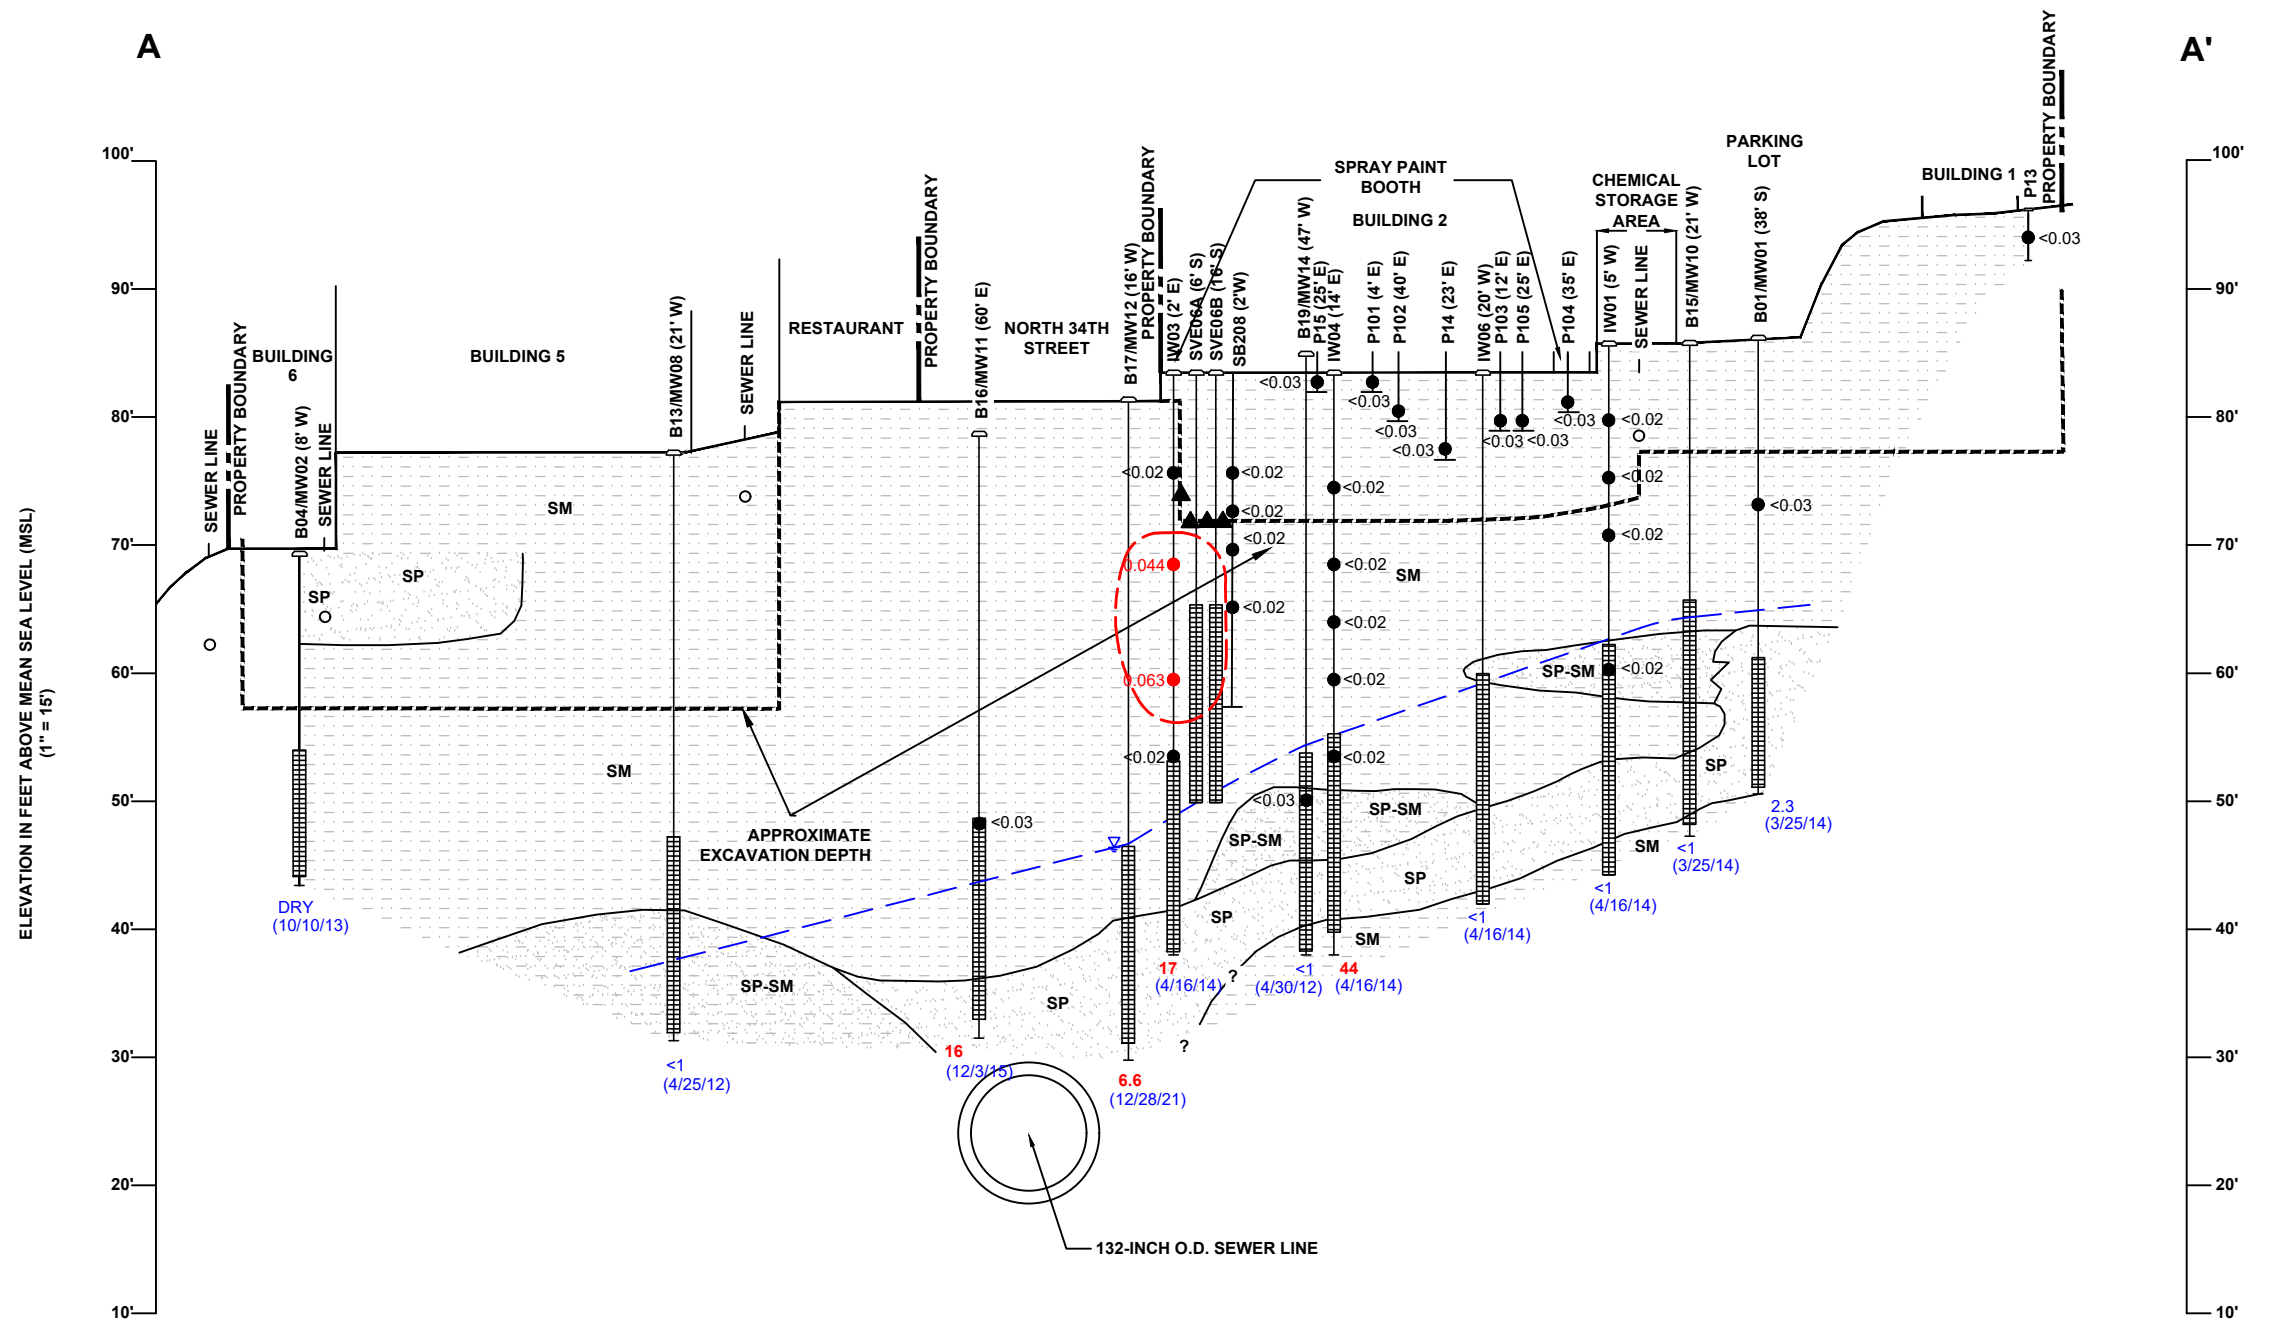 A
A'
ELEVATION IN FEET ABOVE MEAN SEA LEVEL (MSL)
(1" = 15')
100'
90'
80'
70'
60'
50'
40'
30'
20'
10'
100'
90'
80'
70'
60'
50'
40'
30'
20'
10'
SEWER LINE
PROPERTY BOUNDARY
BUILDING
6
B04/MW02 (8' W)
SEWER LINE
BUILDING 5
B13/MW08 (21' W)
SEWER LINE
RESTAURANT
PROPERTY BOUNDARY
B16/MW11 (60' E)
NORTH 34TH
STREET
B17/MW12 (16' W)
PROPERTY BOUNDARY
IW03 (2' E)
SVE06A (6' S)
SVE06B (16' S)
SB208 (2'W)
SPRAY PAINT
BOOTH
BUILDING 2
B19/MW14 (47' W)
P15 (25' E)
IW04 (14' E)
P101 (4' E)
P102 (40' E)
P14 (23' E)
IW06 (20' W)
P103 (12' E)
P105 (25' E)
P104 (35' E)
CHEMICAL
STORAGE
AREA
IW01 (5' W)
SEWER LINE
B15/MW10 (21' W)
PARKING
LOT
B01/MW01 (38' S)
BUILDING 1
P13
PROPERTY BOUNDARY
<0.03
<0.03
<0.03
<0.03
<0.03
<0.03
<0.03
<0.03
<0.02
<0.02
<0.02
<0.02
<0.02
<0.02
<0.02
<0.03
<0.02
<0.02
<0.02
0.044
<0.02
<0.02
<0.02
0.063
<0.02
<0.02
<0.02
<0.02
<0.03
<0.03
SM
SP
SP
SM
SM
SP-SM
SP
SP-SM
SP-SM
SP
SM
SP
SM
SP
SP-SM
?
?
APPROXIMATE
EXCAVATION DEPTH
DRY
(10/10/13)
<1
(4/25/12)
16
(12/3/15)
6.6
(12/28/21)
17
(4/16/14)
<1
(4/30/12)
44
(4/16/14)
<1
(4/16/14)
<1
(4/16/14)
<1
(3/25/14)
2.3
(3/25/14)
132-INCH O.D. SEWER LINE